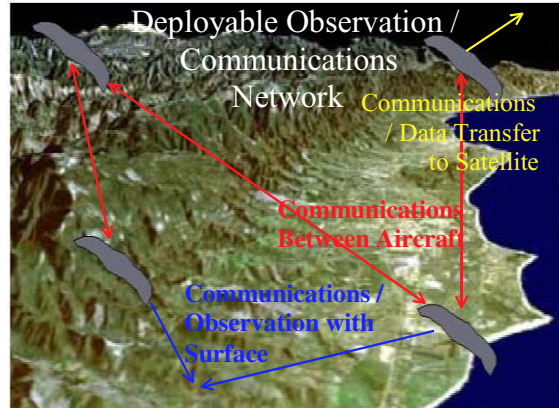 Deployable Observation /
Communications
Network
Communications
/ Data Transfer
to Satellite
Communications
Between Aircraft
Communications /
Observation with
Surface